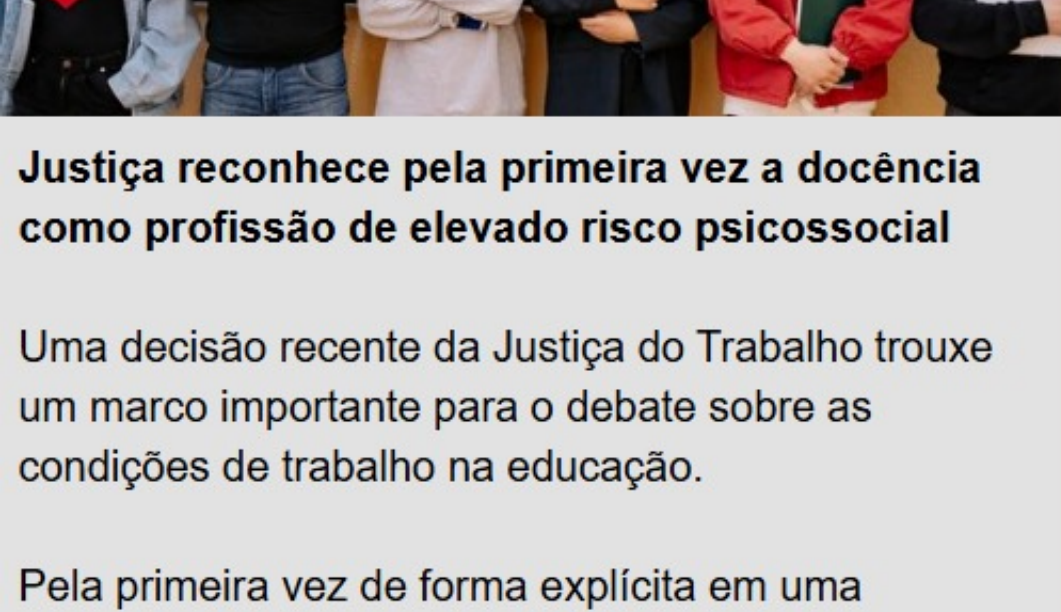 Justiça reconhece pela primeira vez a docência
como profissão de elevado risco psicossocial
Uma decisão recente da Justiça do Trabalho trouxe
um marco importante para o debate sobre as
condições de trabalho na educação.
Pela primeira vez de forma explícita em uma